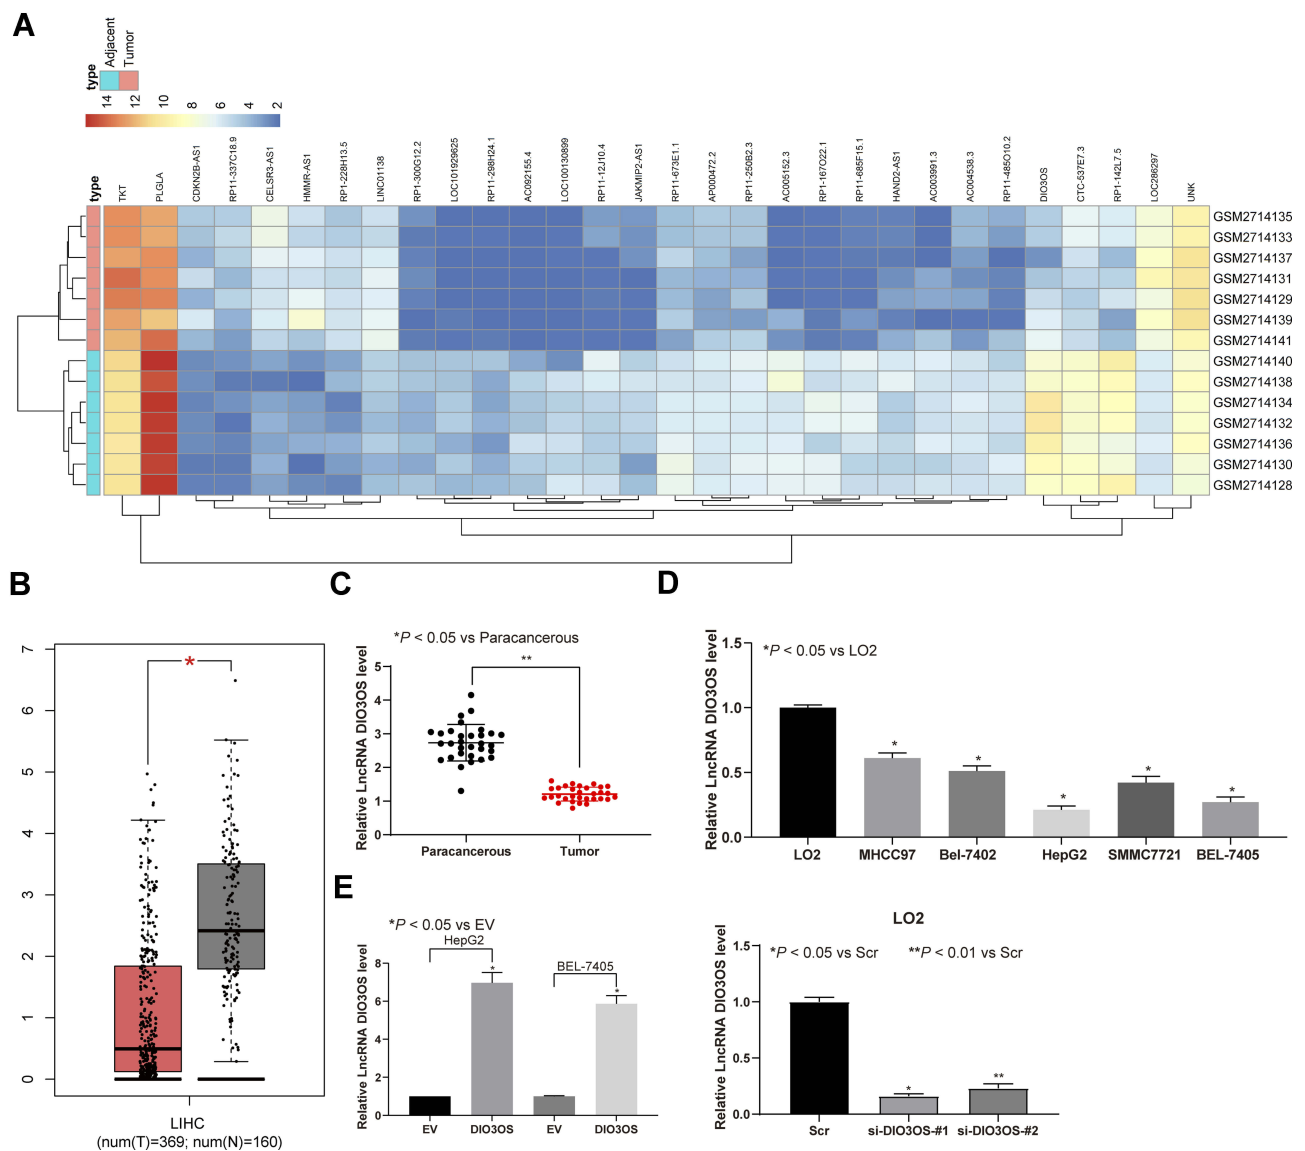 A
type
Adjacent
Tumor
14 12 10 8 6 4 2
type
TKT PLGLA CDKN2B-AS1 RP11-337C18.9 CELSR3-AS1 HMMR-AS1 RP1-228H13.5 LINC01138 RP1-300G12.2 LOC101929625 RP11-298H24.1 AC092155.4 LOC100130899 RP11-12J10.4 JAKMIP2-AS1 RP11-673E1.1 AP000472.2 RP11-250B2.3 AC005152.3 RP1-167O22.1 RP11-685F15.1 HAND2-AS1 AC003991.3 AC004538.3 RP11-485O10.2 DIO3OS CTC-537E7.3 RP1-142L7.5 LOC286297 UNK
GSM2714135
GSM2714133
GSM2714137
GSM2714131
GSM2714129
GSM2714139
GSM2714141
GSM2714140
GSM2714138
GSM2714134
GSM2714132
GSM2714136
GSM2714130
GSM2714128
B
7
6
5
4
3
2
1
0
*
LIHC
(num(T)=369; num(N)=160)
C
*P < 0.05 vs Paracancerous
**
Relative LncRNA DIO3OS level
5
4
3
2
1
0
Paracancerous Tumor
D
*P < 0.05 vs LO2
Relative LncRNA DIO3OS level
1.5
1.0
0.5
0.0
* * * * *
LO2 MHCC97 Bel-7402 HepG2 SMMC7721 BEL-7405
E
*P < 0.05 vs EV
HepG2
BEL-7405
* *
Relative LncRNA DIO3OS level
8
6
4
2
0
EV DIO3OS EV DIO3OS
LO2
*P < 0.05 vs Scr **P < 0.01 vs Scr
Relative LncRNA DIO3OS level
1.5
1.0
0.5
0.0
* **
Scr si-DIO3OS-#1 si-DIO3OS-#2